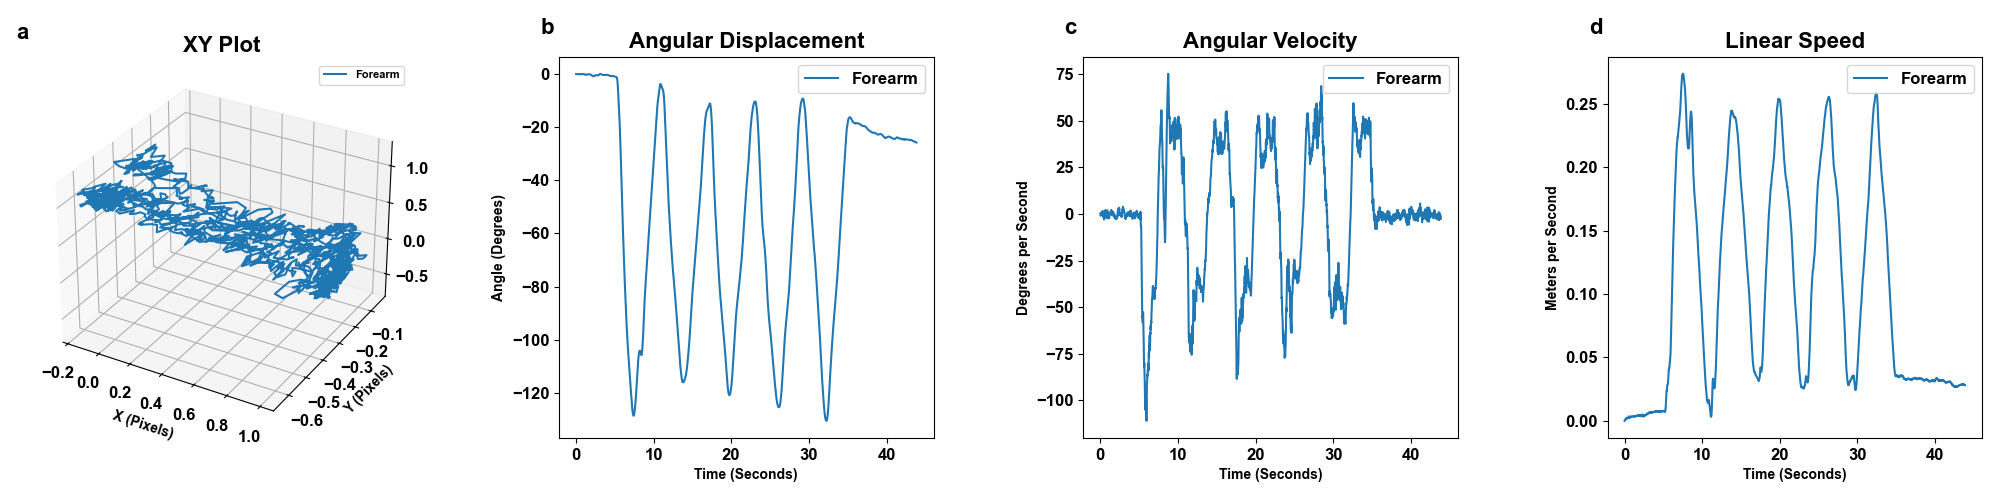 a
XY Plot
Forearm
1.0
0.5
0.0
−0.5
−0.1
−0.2
−0.3
−0.4
−0.5
−0.6
Y (Pixels)
−0.2
0.0
0.2
0.4
0.6
0.8
1.0
X (Pixels)
b
Angular Displacement
Forearm
0
−20
−40
−60
−80
−100
−120
Angle (Degrees)
0 10 20 30 40
Time (Seconds)
c
Angular Velocity
Forearm
75
50
25
0
−25
−50
−75
−100
Degrees per Second
0 10 20 30 40
Time (Seconds)
d
Linear Speed
Forearm
0.25
0.20
0.15
0.10
0.05
0.00
Meters per Second
0 10 20 30 40
Time (Seconds)